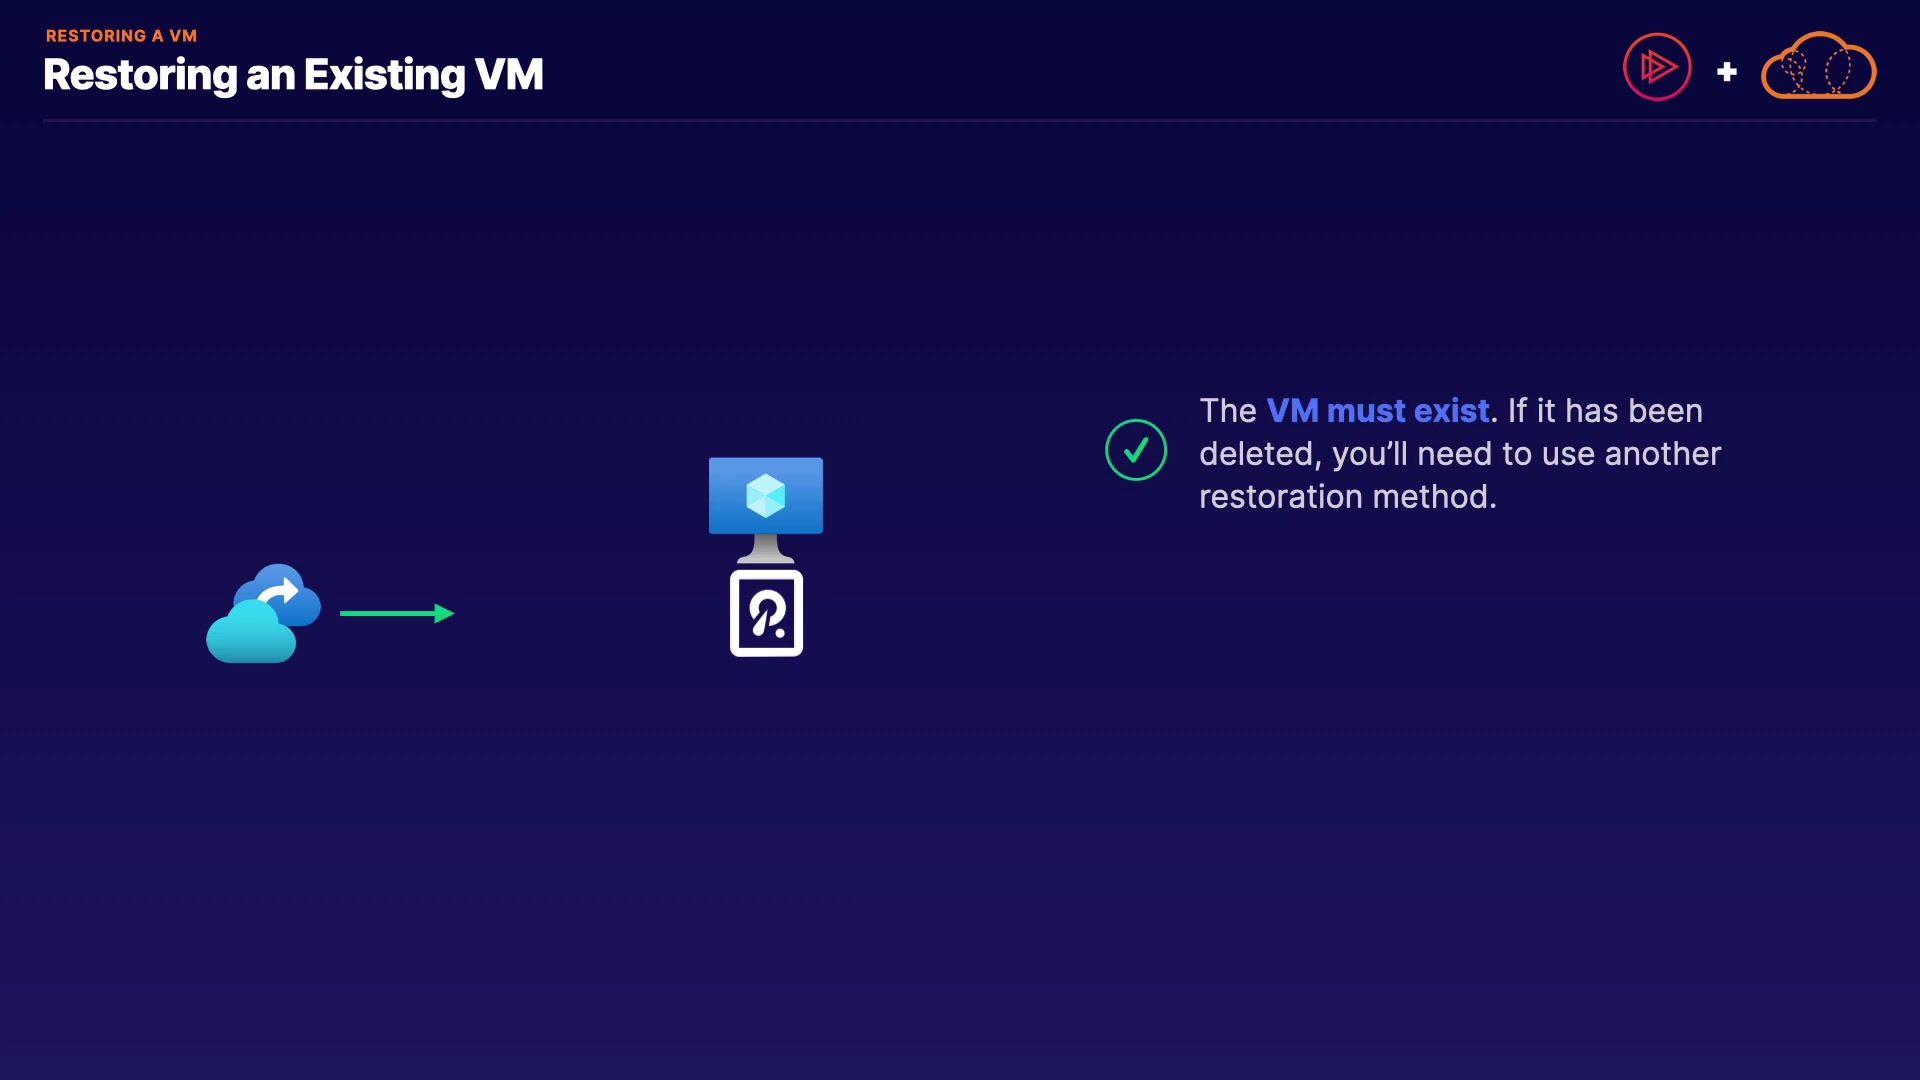 RESTORING A VM
Restoring an Existing VM
The VM must exist. If it has been
deleted, you’ll need to use another
restoration method.